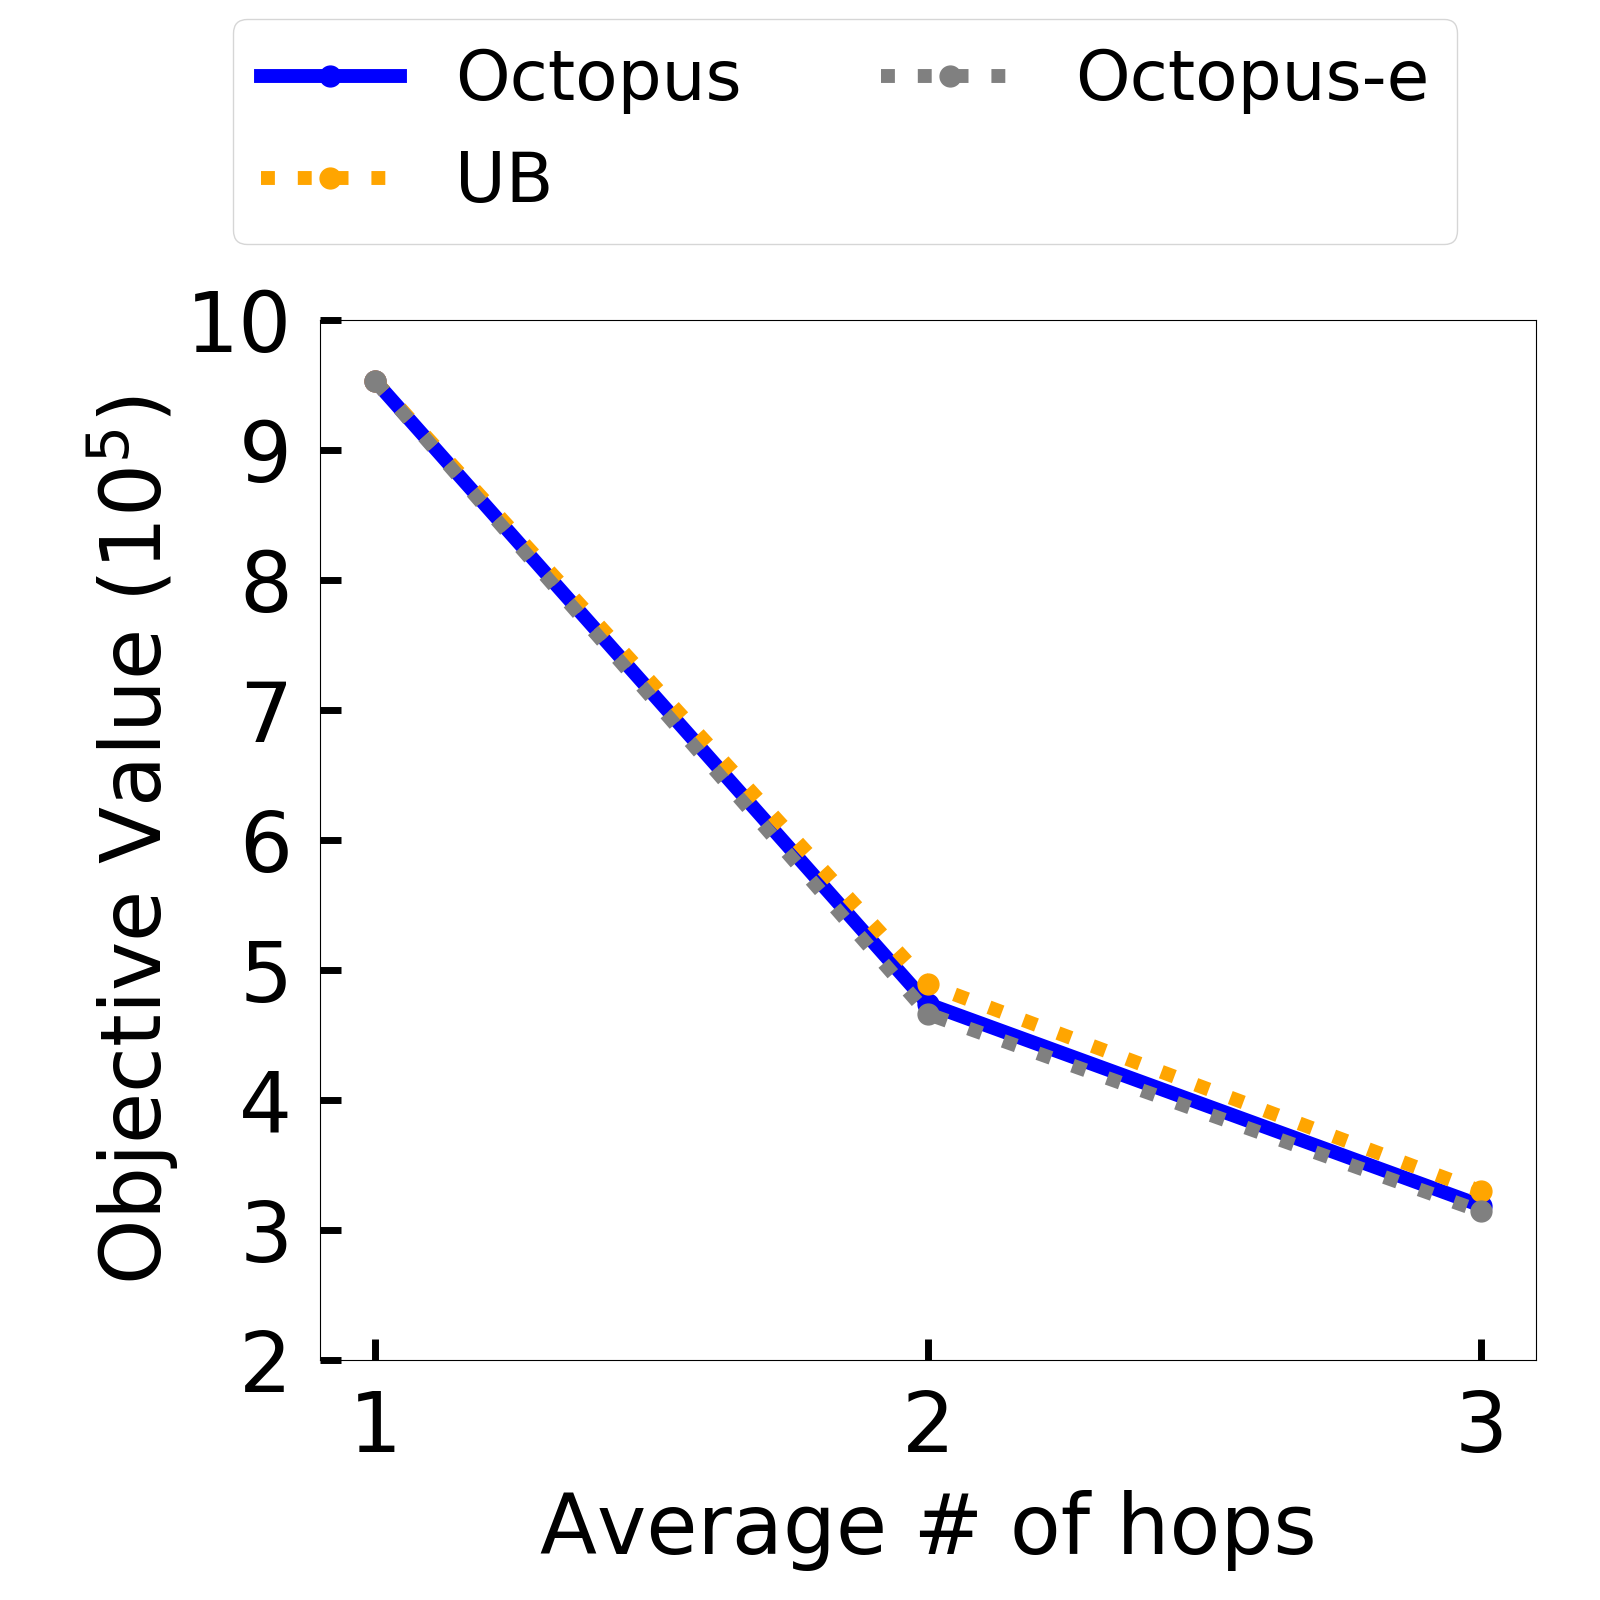 Octopus
Octopus-e
UB
10
9
8
7
6
5
4
3
2
Objective Value (10⁵)
1 2 3
Average # of hops